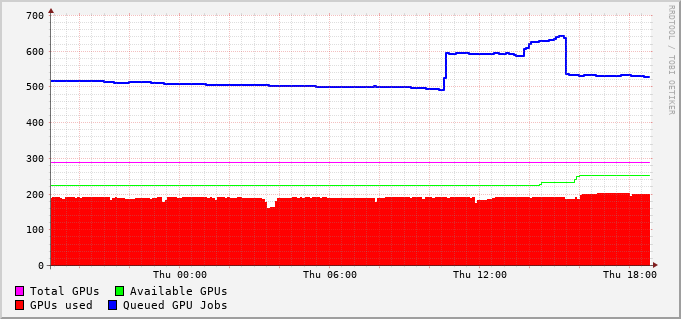 700
600
500
400
300
200
100
0
Thu 00:00 Thu 06:00 Thu 12:00 Thu 18:00
Total GPUs Available GPUs
GPUs used Queued GPU Jobs
RRDTOOL / TOBI OETIKER